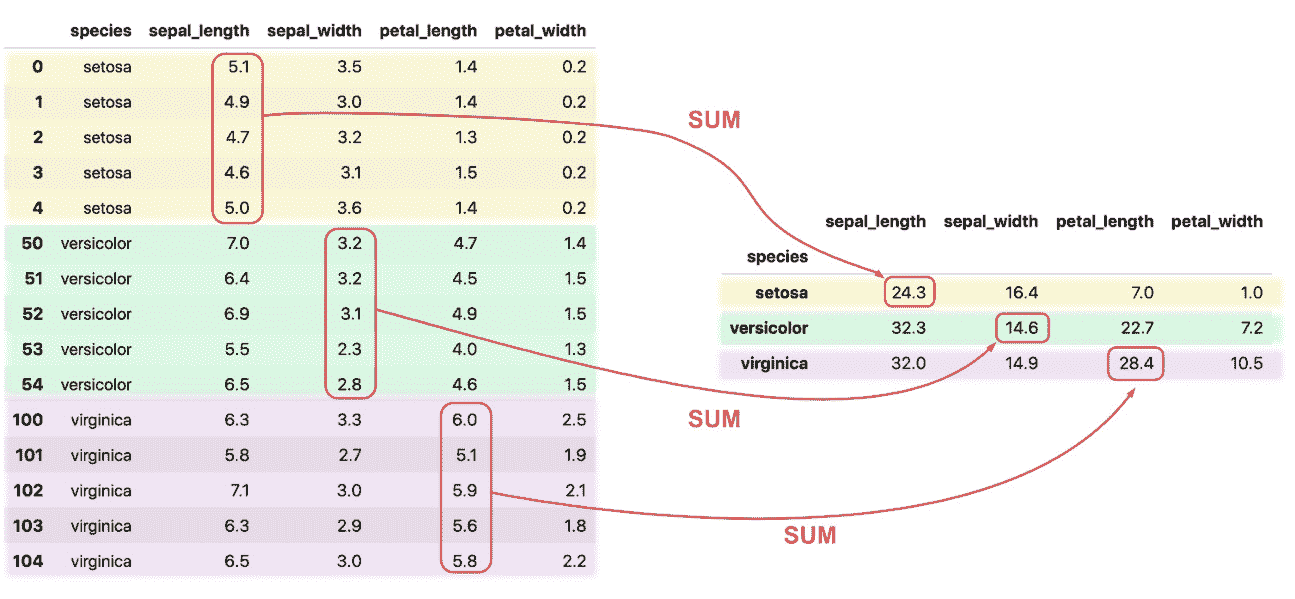 species sepal_length sepal_width petal_length petal_width
0 setosa 5.1 3.5 1.4 0.2
1 setosa 4.9 3.0 1.4 0.2
2 setosa 4.7 3.2 1.3 0.2
3 setosa 4.6 3.1 1.5 0.2
4 setosa 5.0 3.6 1.4 0.2
50 versicolor 7.0 3.2 4.7 1.4
51 versicolor 6.4 3.2 4.5 1.5
52 versicolor 6.9 3.1 4.9 1.5
53 versicolor 5.5 2.3 4.0 1.3
54 versicolor 6.5 2.8 4.6 1.5
100 virginica 6.3 3.3 6.0 2.5
101 virginica 5.8 2.7 5.1 1.9
102 virginica 7.1 3.0 5.9 2.1
103 virginica 6.3 2.9 5.6 1.8
104 virginica 6.5 3.0 5.8 2.2
SUM
SUM
SUM
sepal_length sepal_width petal_length petal_width
species
setosa 24.3 16.4 7.0 1.0
versicolor 32.3 14.6 22.7 7.2
virginica 32.0 14.9 28.4 10.5